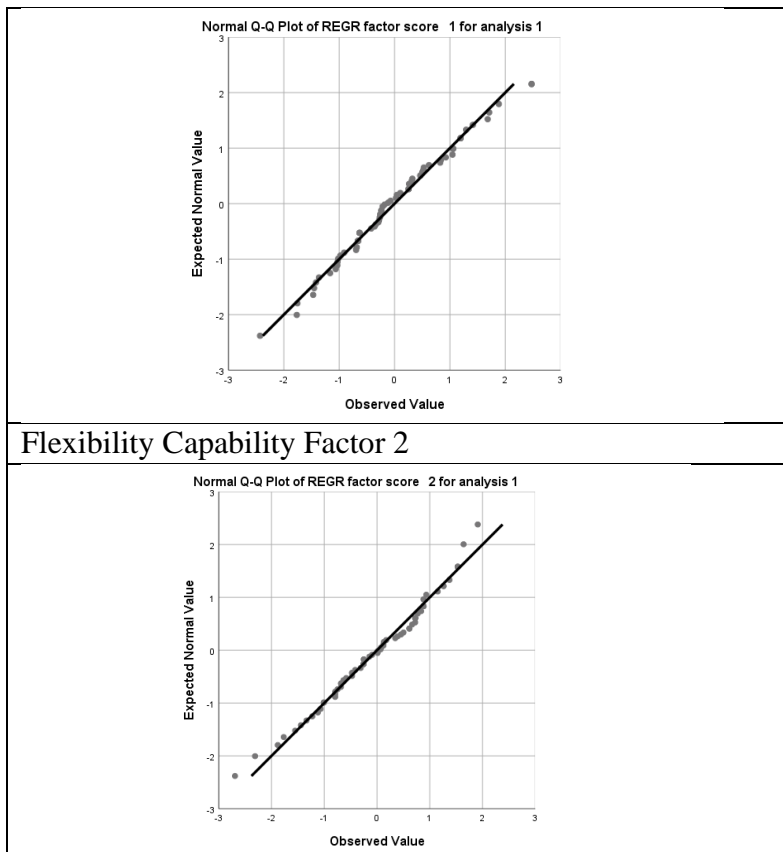 Normal Q-Q Plot of REGR factor score 1 for analysis 1
3
2
1
0
-1
-2
-3
Expected Normal Value
-3 -2 -1 0 1 2 3
Observed Value
Flexibility Capability Factor 2
Normal Q-Q Plot of REGR factor score 2 for analysis 1
3
2
1
0
-1
-2
-3
Expected Normal Value
-3 -2 -1 0 1 2 3
Observed Value